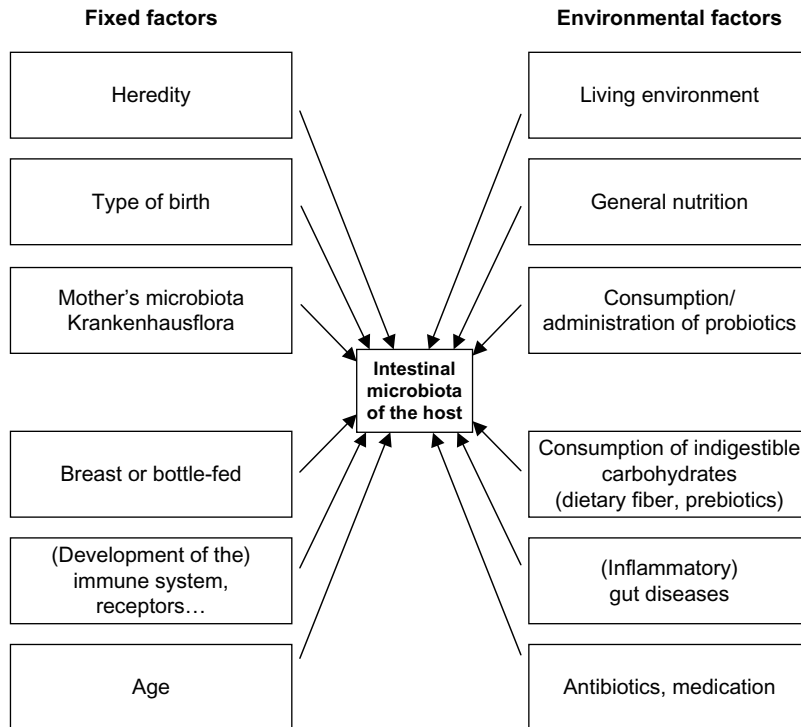 Fixed factors
Heredity
Type of birth
Mother's microbiota
Krankenhausflora
Breast or bottle-fed
(Development of the)
immune system,
receptors…
Age
Intestinal
microbiota
of the host
Environmental factors
Living environment
General nutrition
Consumption/
administration of probiotics
Consumption of indigestible
carbohydrates
(dietary fiber, prebiotics)
(Inflammatory)
gut diseases
Antibiotics, medication